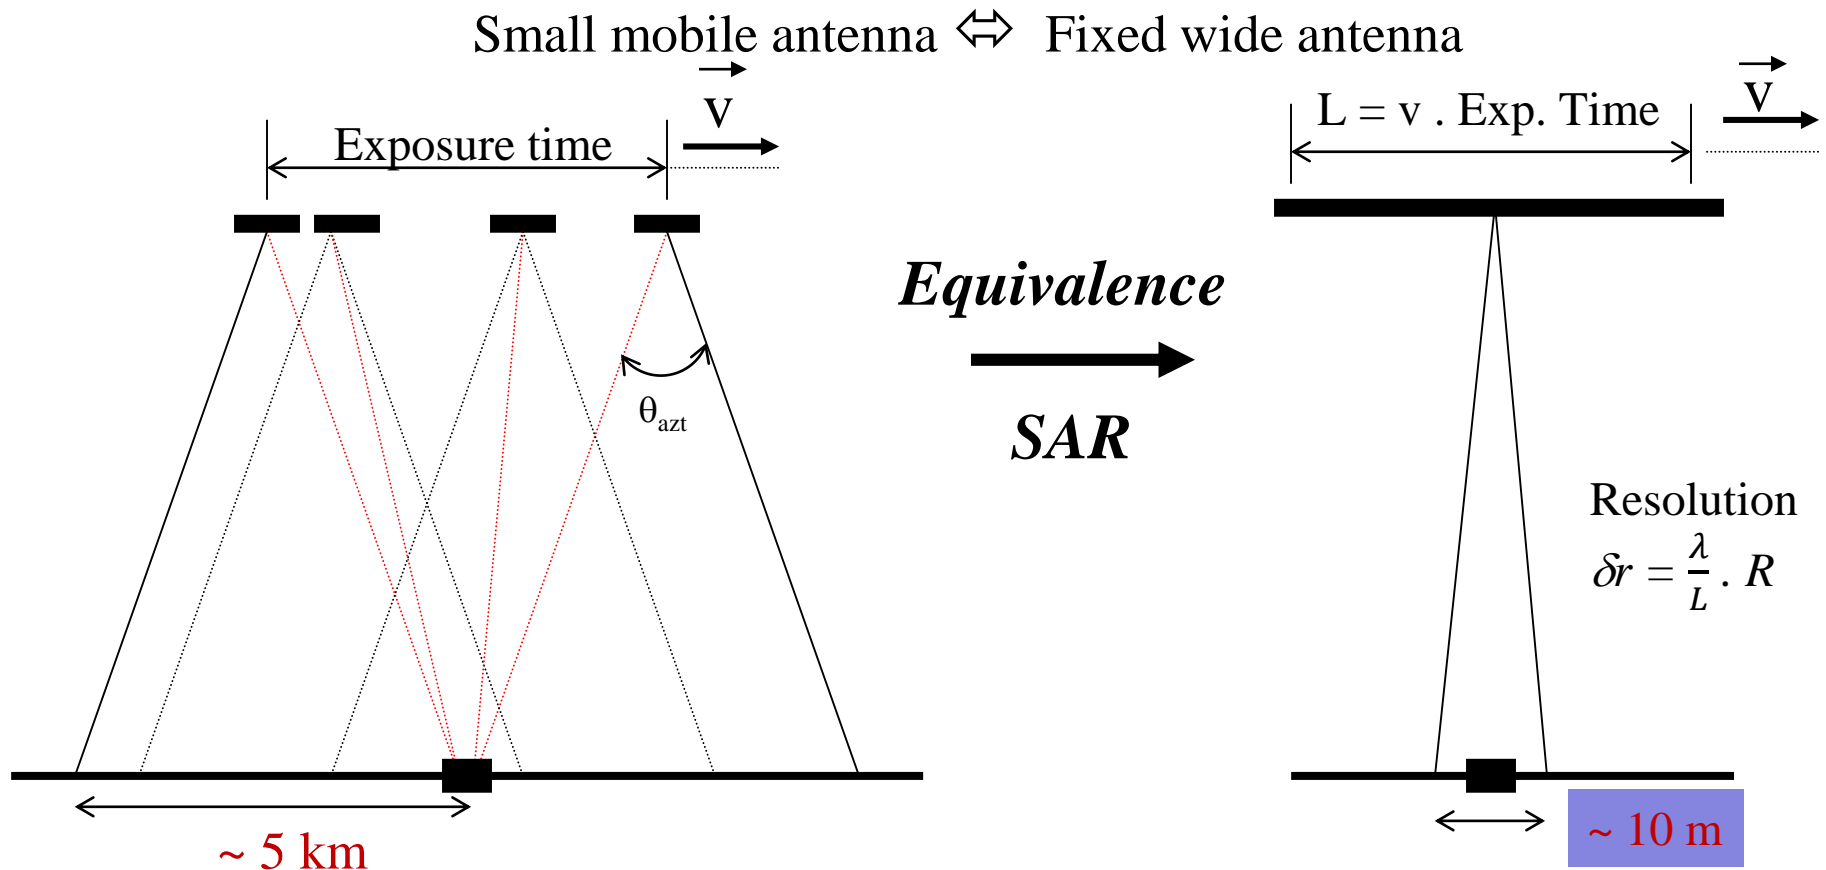 Small mobile antenna ⇔ Fixed wide antenna
v
Exposure time
θazt
~ 5 km
Equivalence
SAR
v
L = v . Exp. Time
Resolution
δr = λ/L . R
~ 10 m